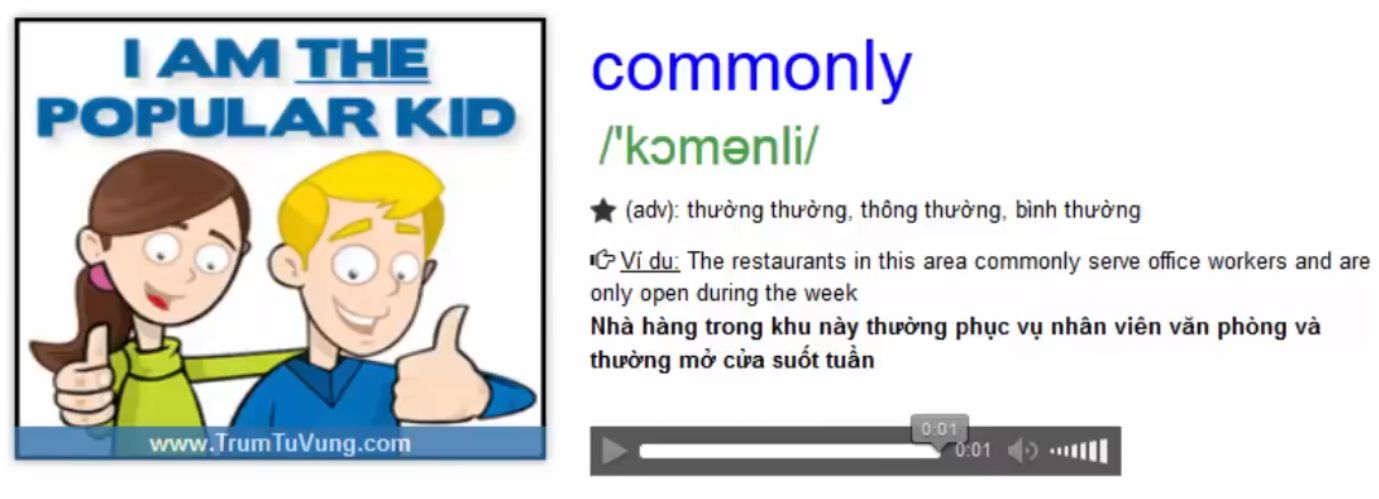 I AM THE
POPULAR KID
www.TrumTuVung.com
commonly
/'kɔmənli/
(adv): thường thường, thông thường, bình thường
Ví du: The restaurants in this area commonly serve office workers and are
only open during the week
Nhà hàng trong khu này thường phục vụ nhân viên văn phòng và
thường mở cửa suốt tuần
0:01
0:01